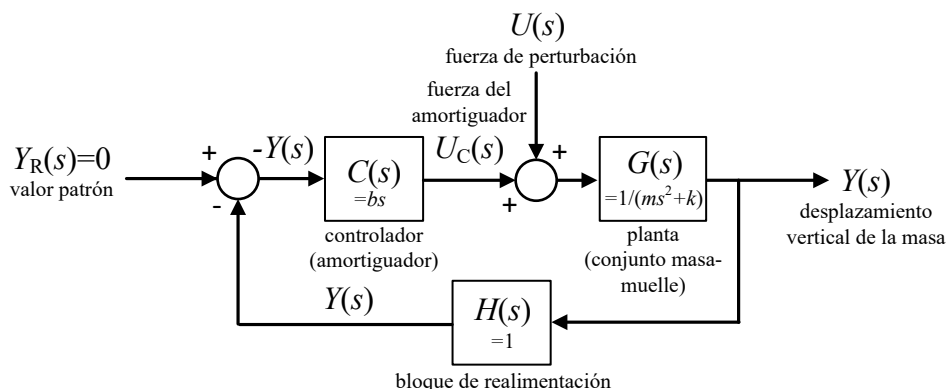 U(s)
fuerza de perturbación
fuerza del
amortiguador
Y_R(s)=0
valor patrón
+
-
-Y(s)
C(s)
=bs
controlador
(amortiguador)
U_C(s)
+
+
G(s)
=1/(ms²+k)
planta
(conjunto masa-
muelle)
Y(s)
desplazamiento
vertical de la masa
Y(s)
H(s)
=1
bloque de realimentación